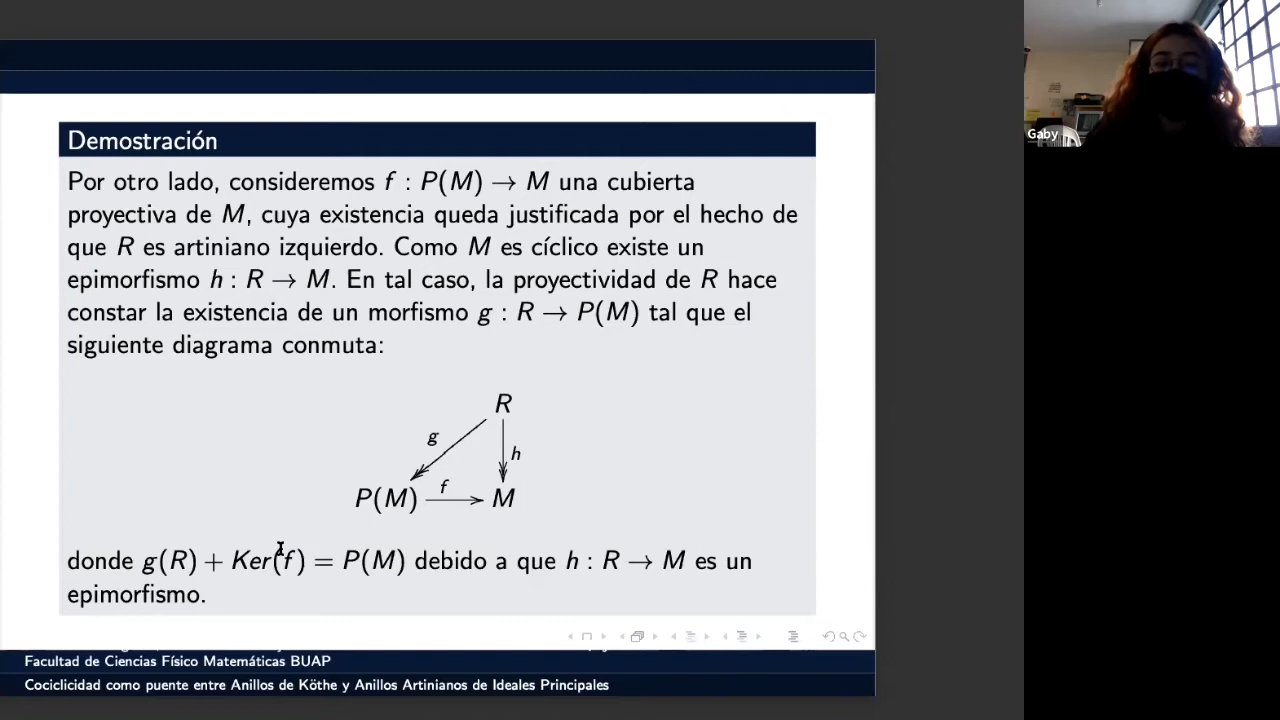 Demostración
Por otro lado, consideremos f : P(M) → M una cubierta
proyectiva de M, cuya existencia queda justificada por el hecho de
que R es artiniano izquierdo. Como M es cíclico existe un
epimorfismo h : R → M. En tal caso, la proyectividad de R hace
constar la existencia de un morfismo g : R → P(M) tal que el
siguiente diagrama conmuta:
R
g
h
P(M) f M
donde g(R) + Ker(f) = P(M) debido a que h : R → M es un
epimorfismo.
Facultad de Ciencias Físico Matemáticas BUAP
Cociclicidad como puente entre Anillos de Köthe y Anillos Artinianos de Ideales Principales
Gaby